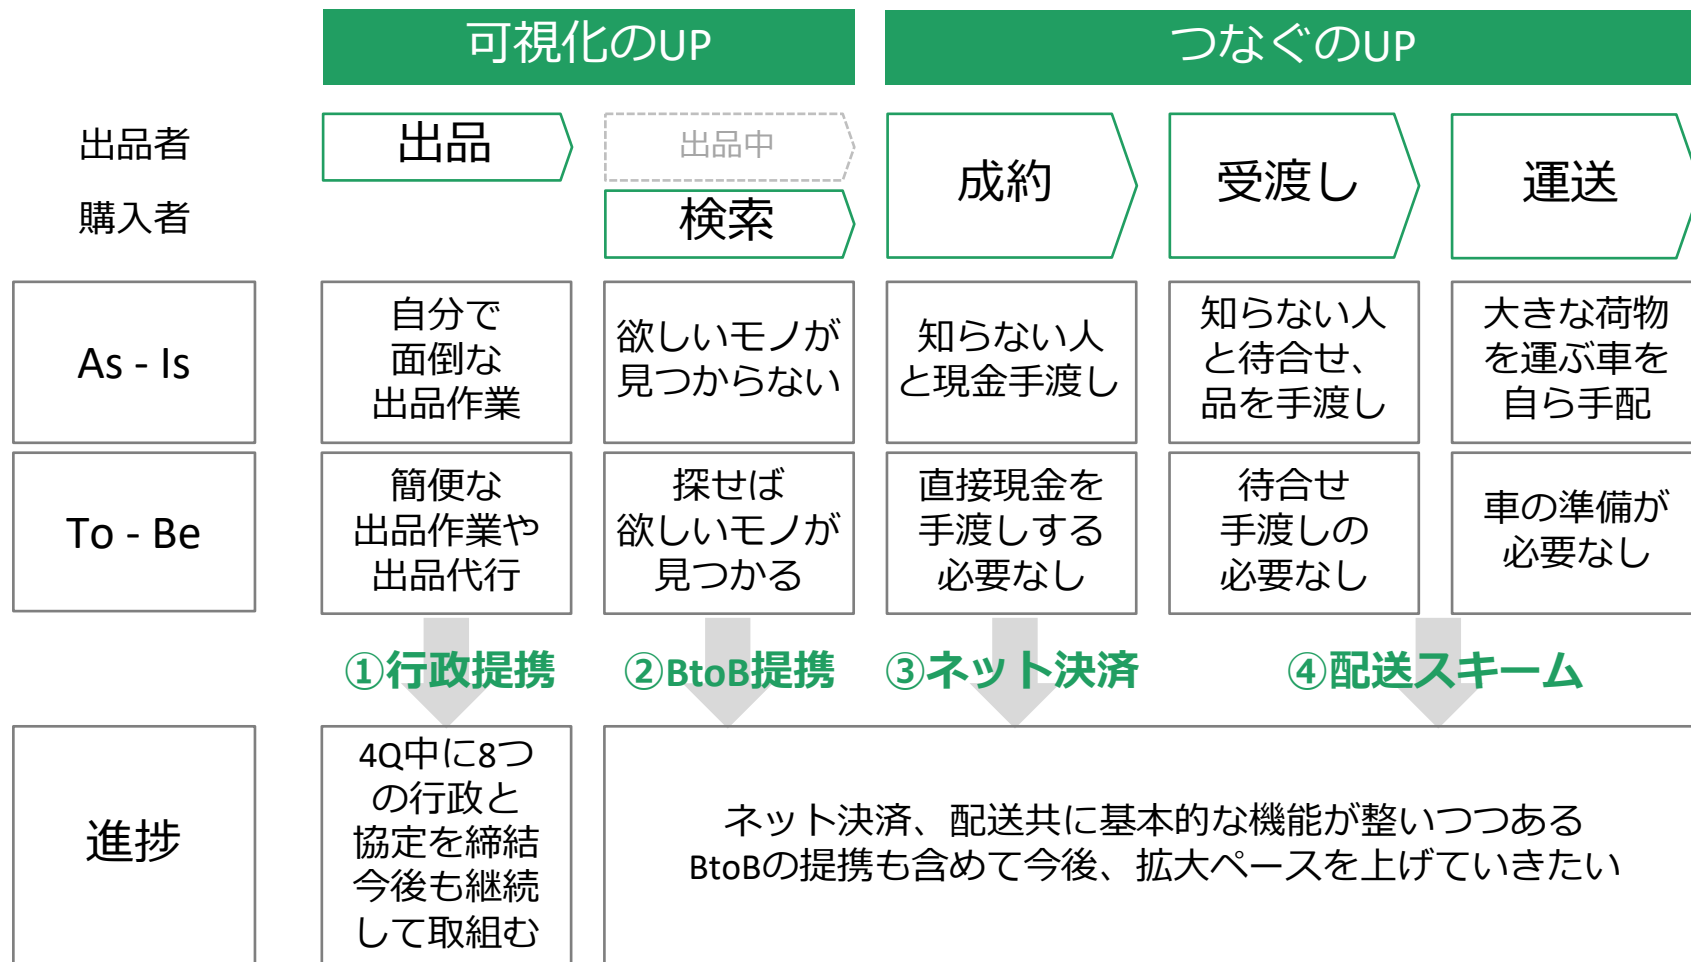 可視化のUP
つなぐのUP
出品者
出品
出品中
購入者
検索
成約
受渡し
運送
As - Is
自分で
面倒な
出品作業
欲しいモノが
見つからない
知らない人
と現金手渡し
知らない人
と待合せ、
品を手渡し
大きな荷物
を運ぶ車を
自ら手配
To - Be
簡便な
出品作業や
出品代行
探せば
欲しいモノが
見つかる
直接現金を
手渡しする
必要なし
待合せ
手渡しの
必要なし
車の準備が
必要なし
①行政提携
②BtoB提携
③ネット決済
④配送スキーム
進捗
4Q中に8つ
の行政と
協定を締結
今後も継続
して取組む
ネット決済、配送共に基本的な機能が整いつつある
BtoBの提携も含めて今後、拡大ペースを上げていきたい